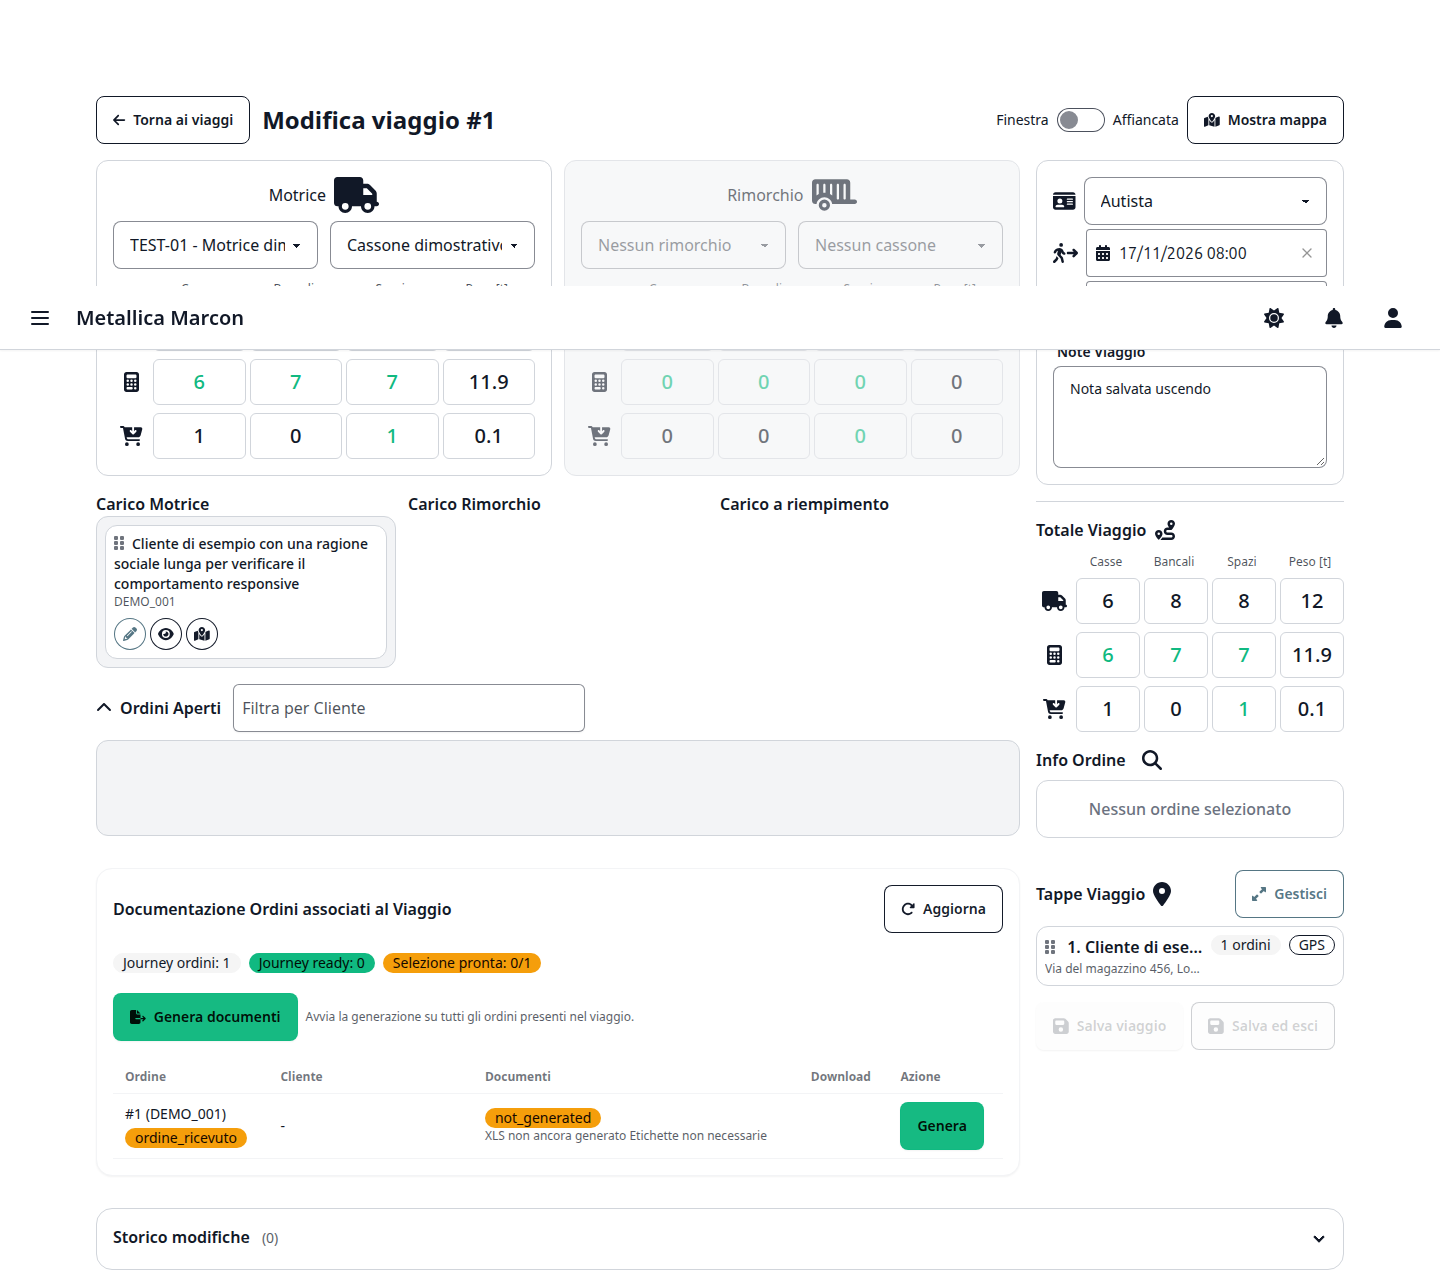 Torna ai viaggi
Modifica viaggio #1
Finestra
Affiancata
Mostra mappa
Motrice
Rimorchio
TEST-01 - Motrice din
Cassone dimostrativo
Nessun rimorchio
Nessun cassone
Autista
17/11/2026 08:00
Metallica Marcon
Note Viaggio
Nota salvata uscendo
6 7 7 11.9
0 0 0 0
1 0 1 0.1
0 0 0 0
Carico Motrice
Carico Rimorchio
Carico a riempimento
Cliente di esempio con una ragione
sociale lunga per verificare il
comportamento responsive
DEMO_001
Totale Viaggio
Casse Bancali Spazi Peso [t]
6 8 8 12
6 7 7 11.9
1 0 1 0.1
Ordini Aperti
Filtra per Cliente
Info Ordine
Nessun ordine selezionato
Documentazione Ordini associati al Viaggio
Aggiorna
Journey ordini: 1
Journey ready: 0
Selezione pronta: 0/1
Genera documenti
Avvia la generazione su tutti gli ordini presenti nel viaggio.
Ordine Cliente Documenti Download Azione
#1 (DEMO_001)
ordine_ricevuto
-
not_generated
XLS non ancora generato Etichette non necessarie
Genera
Tappe Viaggio
Gestisci
1. Cliente di ese...
1 ordini
GPS
Via del magazzino 456, Lo...
Salva viaggio
Salva ed esci
Storico modifiche (0)